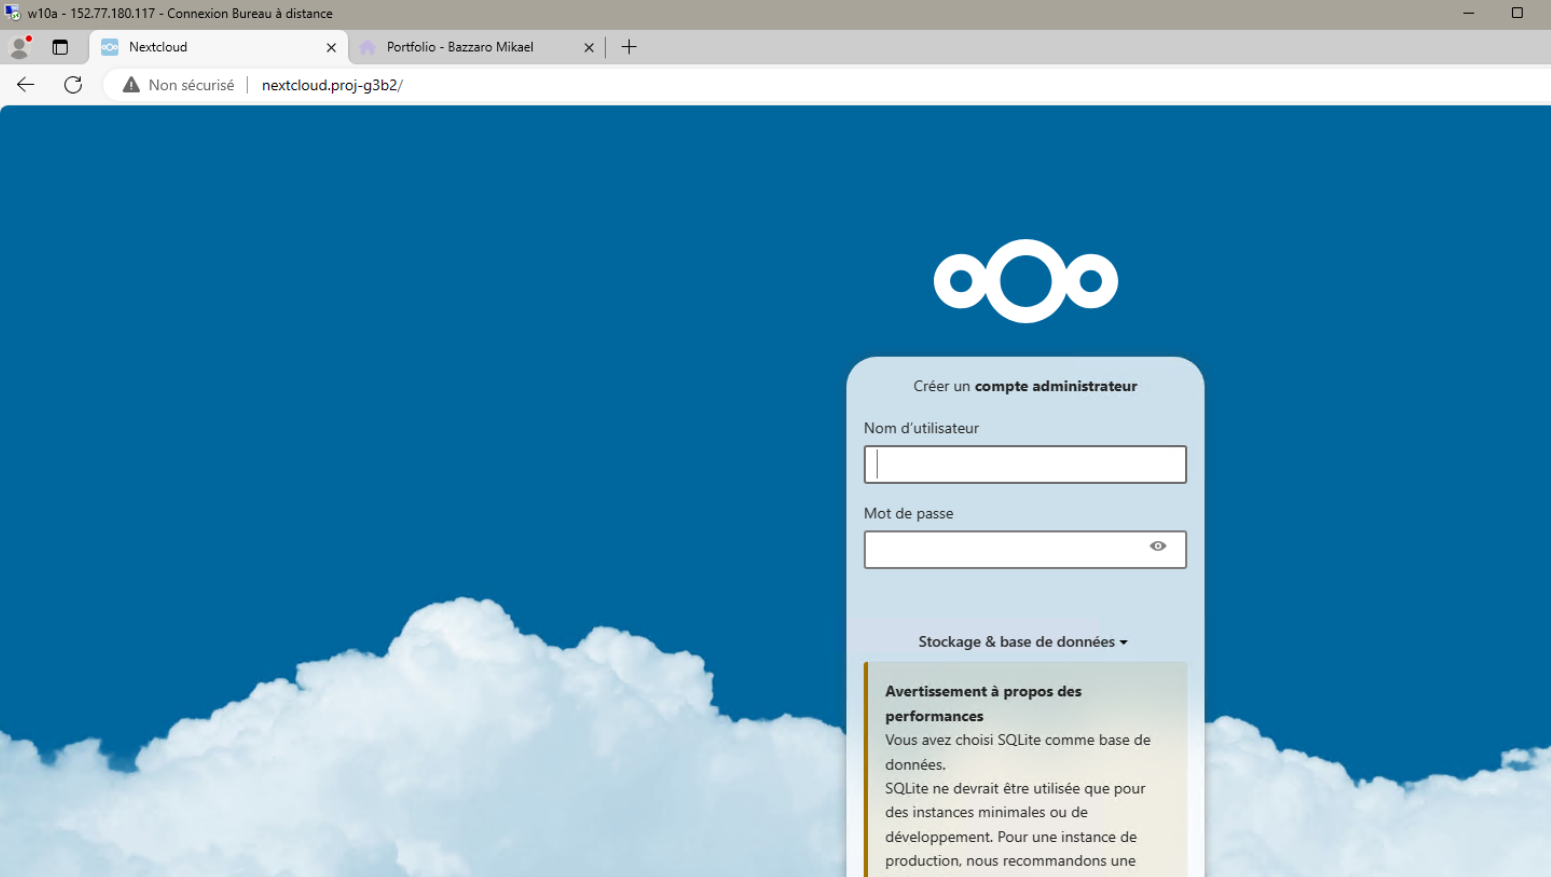 w10a - 152.77.180.117 - Connexion Bureau à distance
Nextcloud
Portfolio - Bazzaro Mikael
Non sécurisé
nextcloud.proj-g3b2/
Créer un compte administrateur
Nom d'utilisateur
Mot de passe
Stockage & base de données
Avertissement à propos des
performances
Vous avez choisi SQLite comme base de
données.
SQLite ne devrait être utilisée que pour
des instances minimales ou de
développement. Pour une instance de
production, nous recommandons une